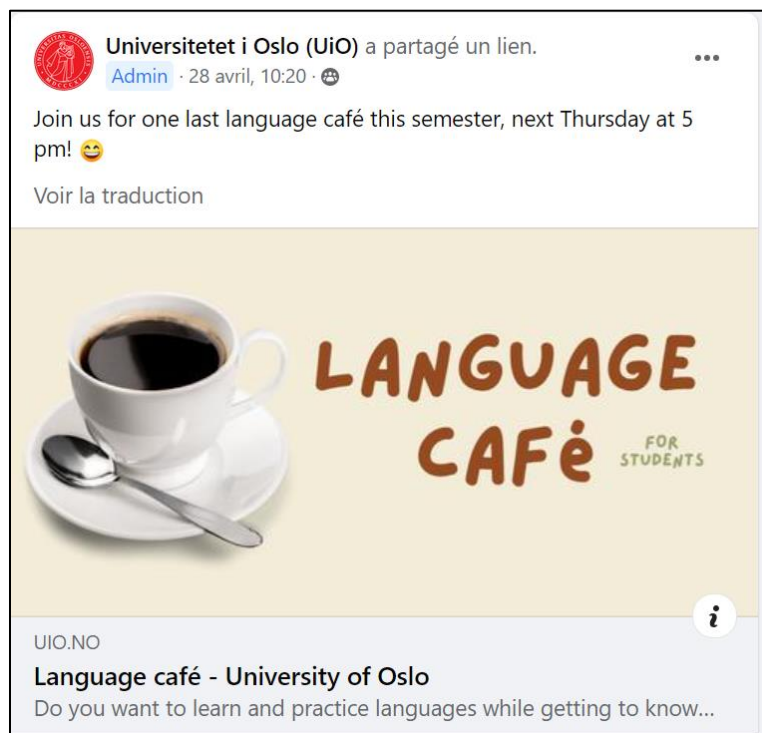 Universitetet i Oslo (UiO) a partagé un lien.
Admin · 28 avril, 10:20 ·
Join us for one last language café this semester, next Thursday at 5
pm! 😄
Voir la traduction
LANGUAGE
CAFé
FOR
STUDENTS
i
UIO.NO
Language café - University of Oslo
Do you want to learn and practice languages while getting to know...